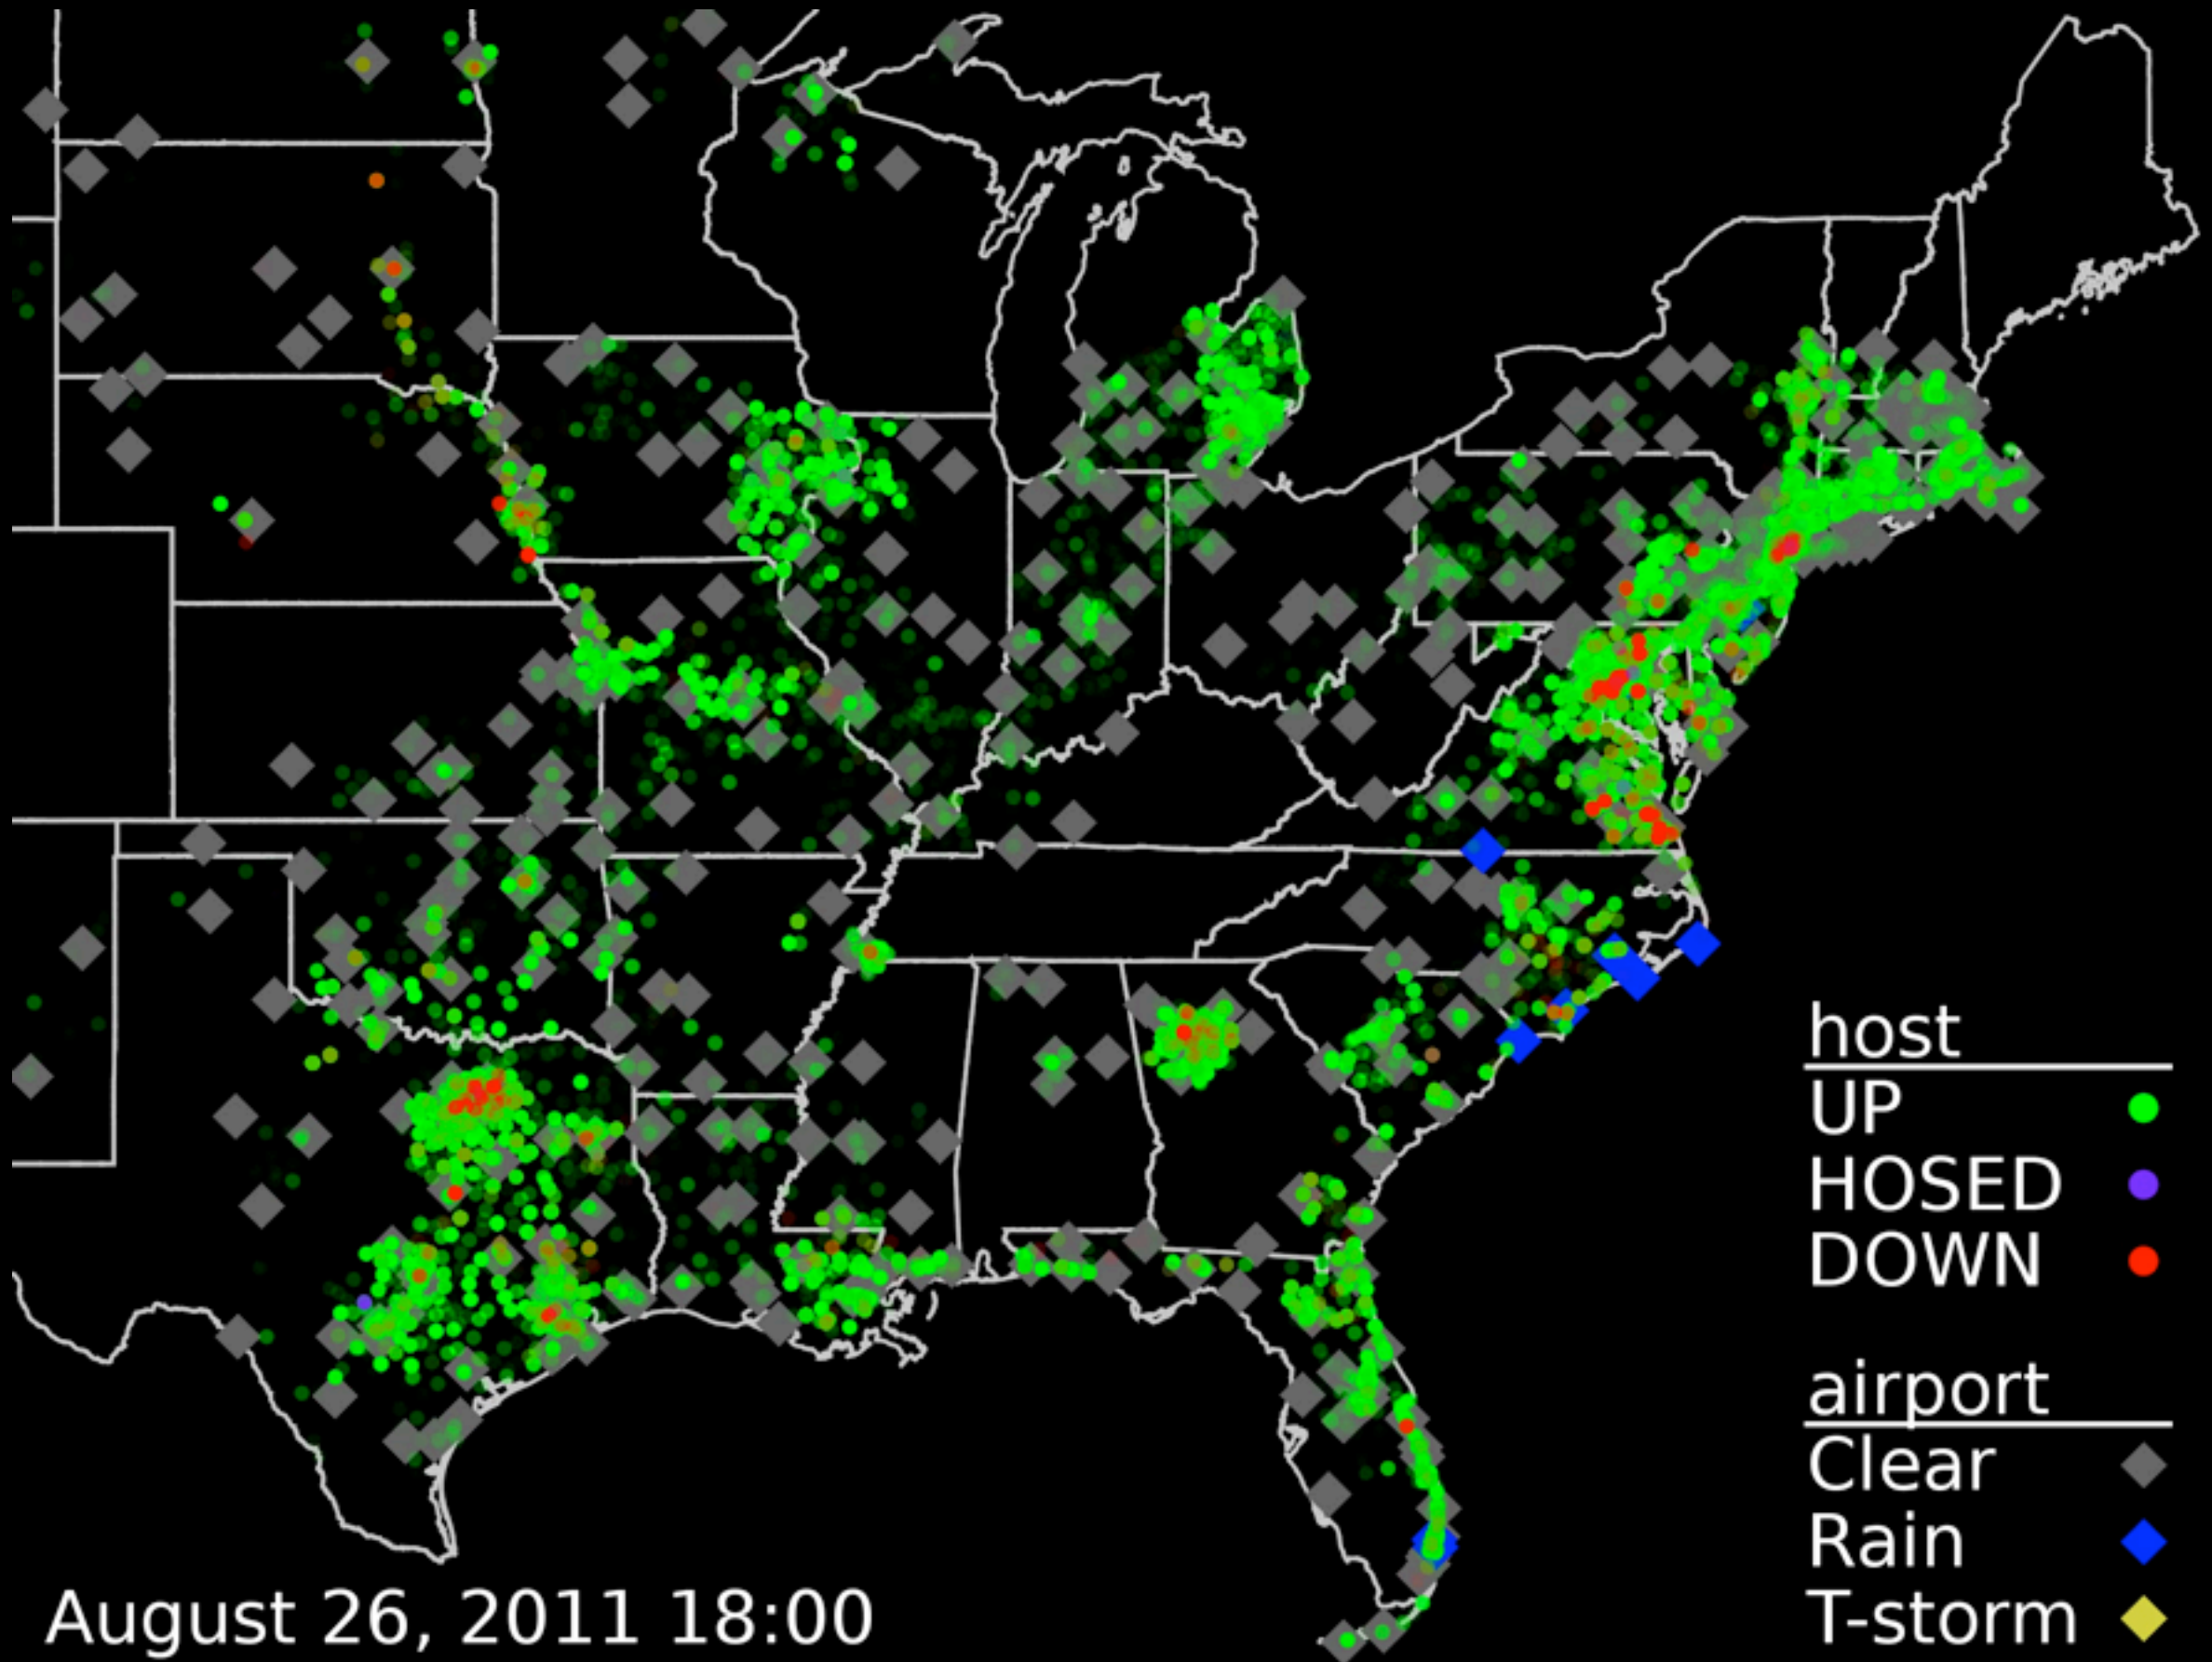 host
UP
HOSED
DOWN
airport
Clear
Rain
T-storm
August 26, 2011 18:00